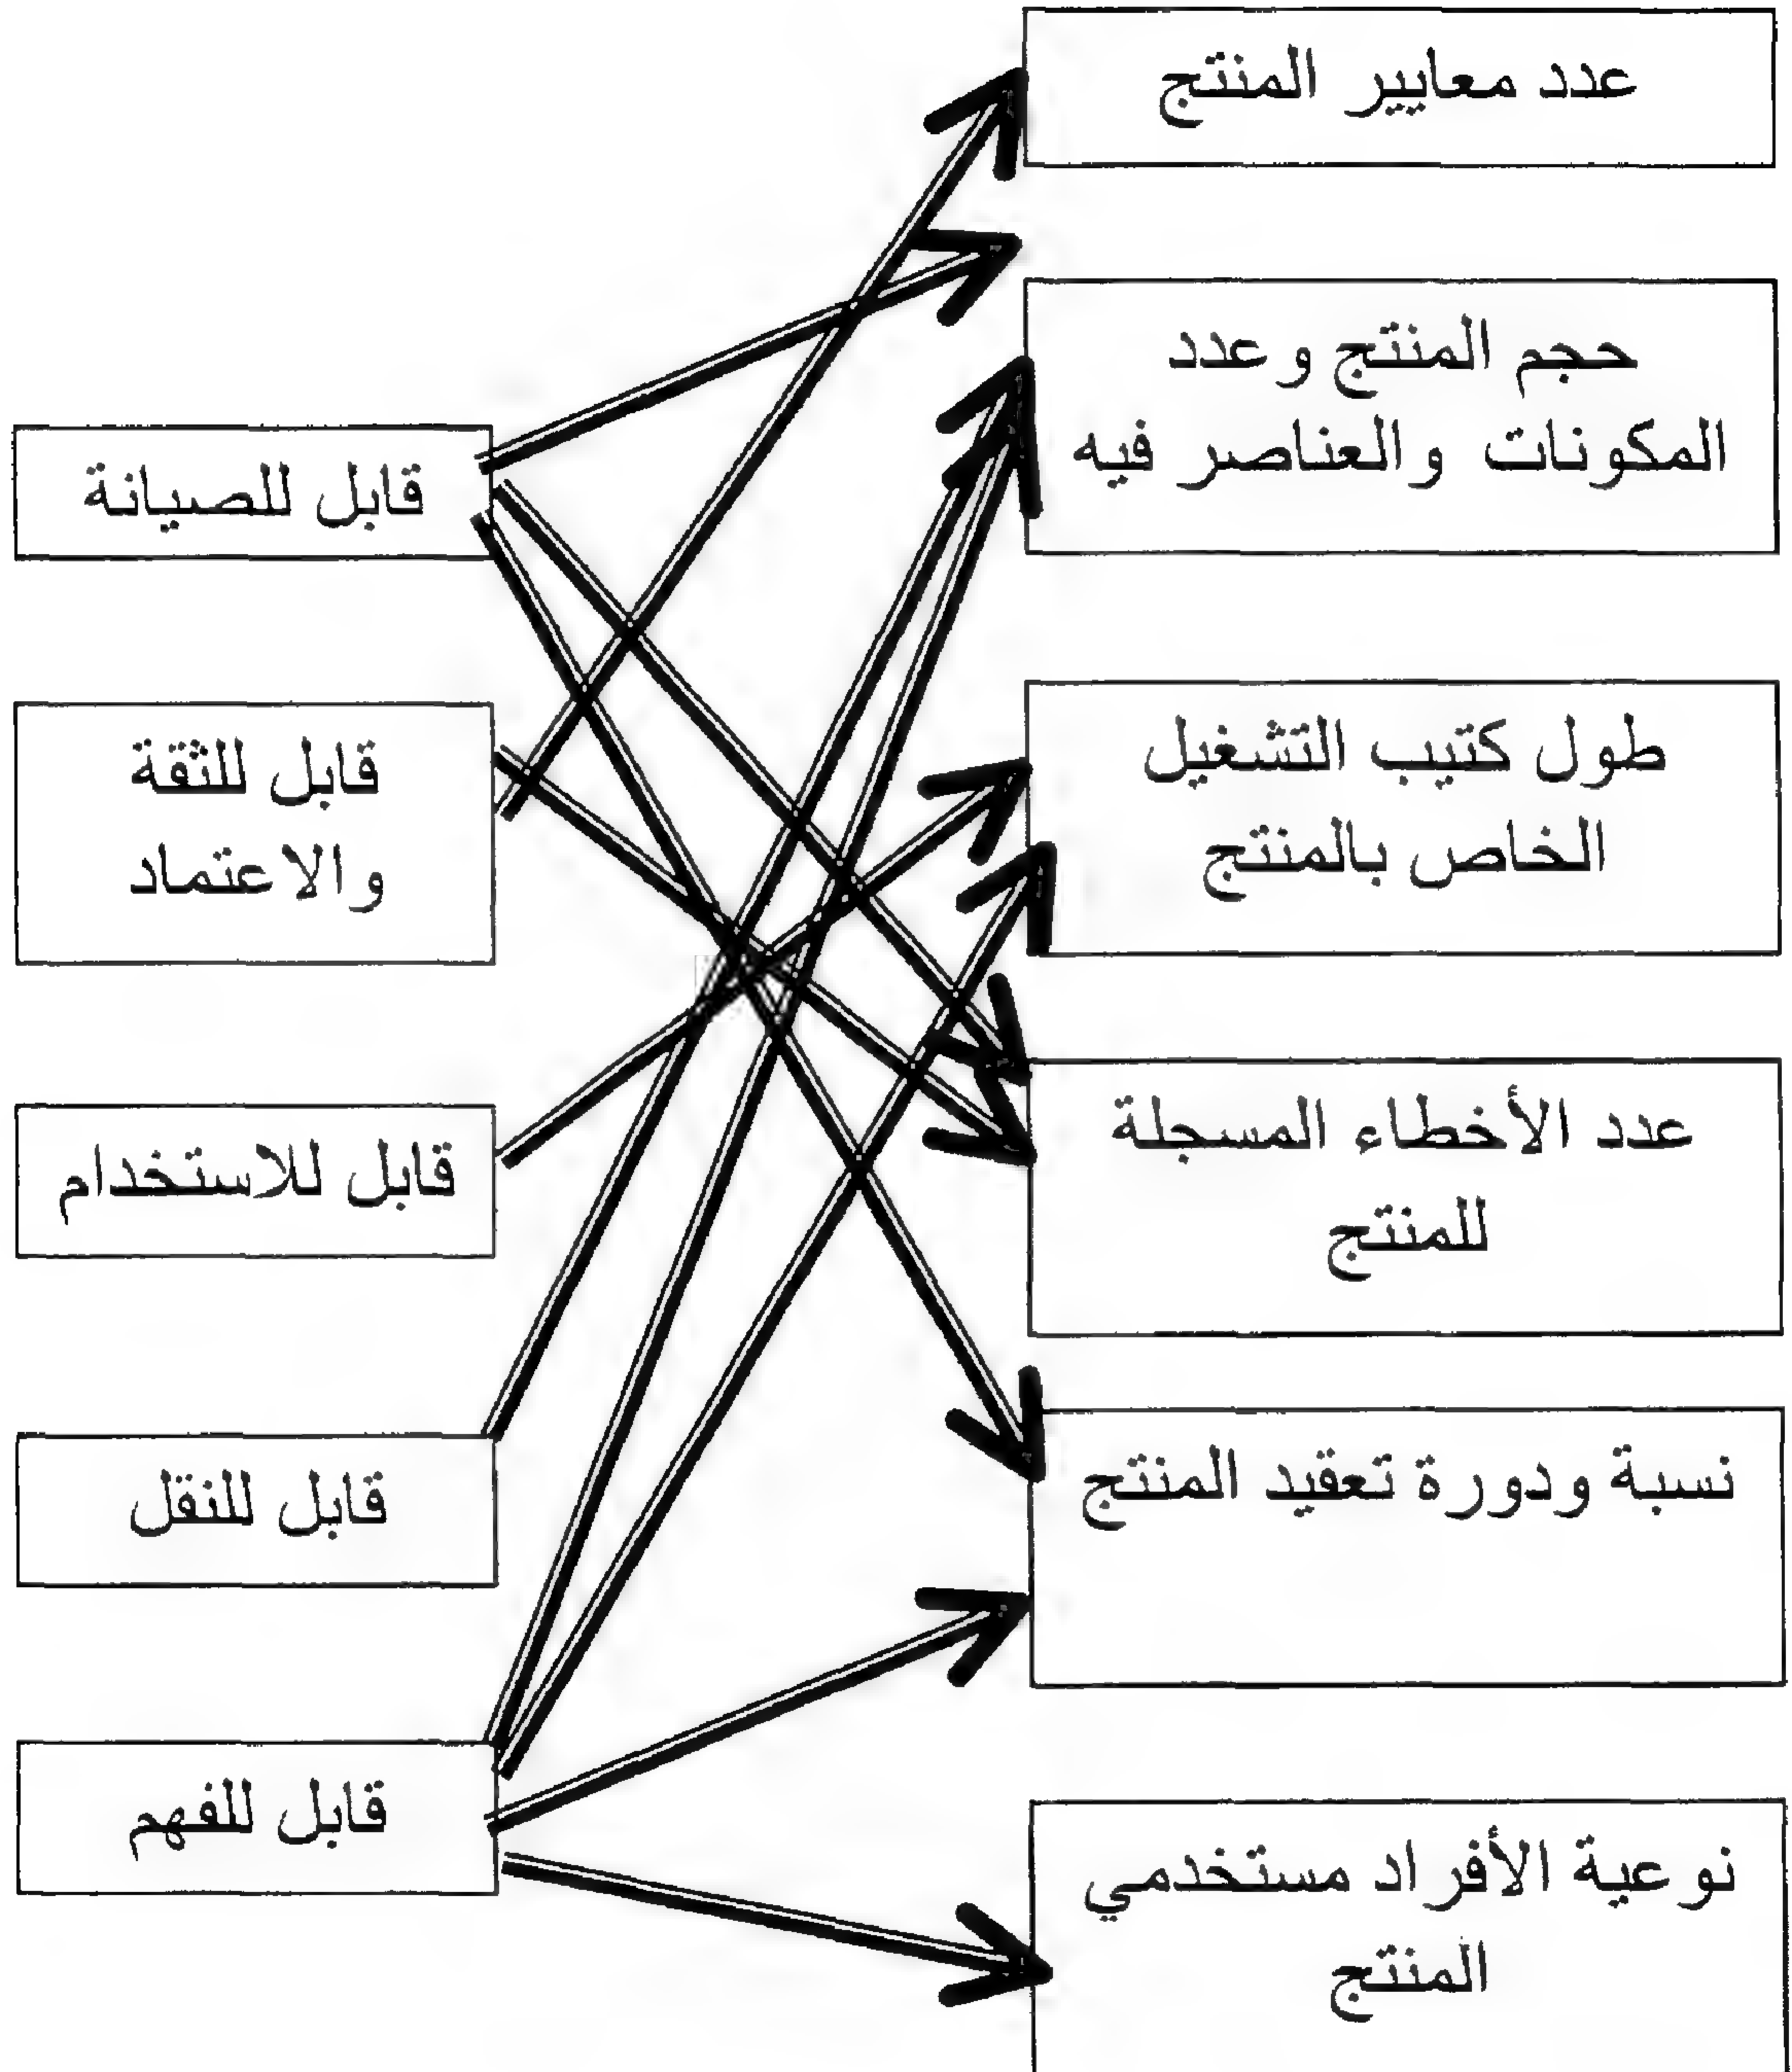 عدد معايير المنتج
حجم المنتج وعدد
المكونات والعناصر فيه
طول كتيب التشغيل
الخاص بالمنتج
عدد الأخطاء المسجلة
للمنتج
نسبة ودورة تعقيد المنتج
نوعية الأفراد مستخدمي
المنتج
قابل للصيانة
قابل للثقة
والاعتماد
قابل للاستخدام
قابل للنقل
قابل للفهم